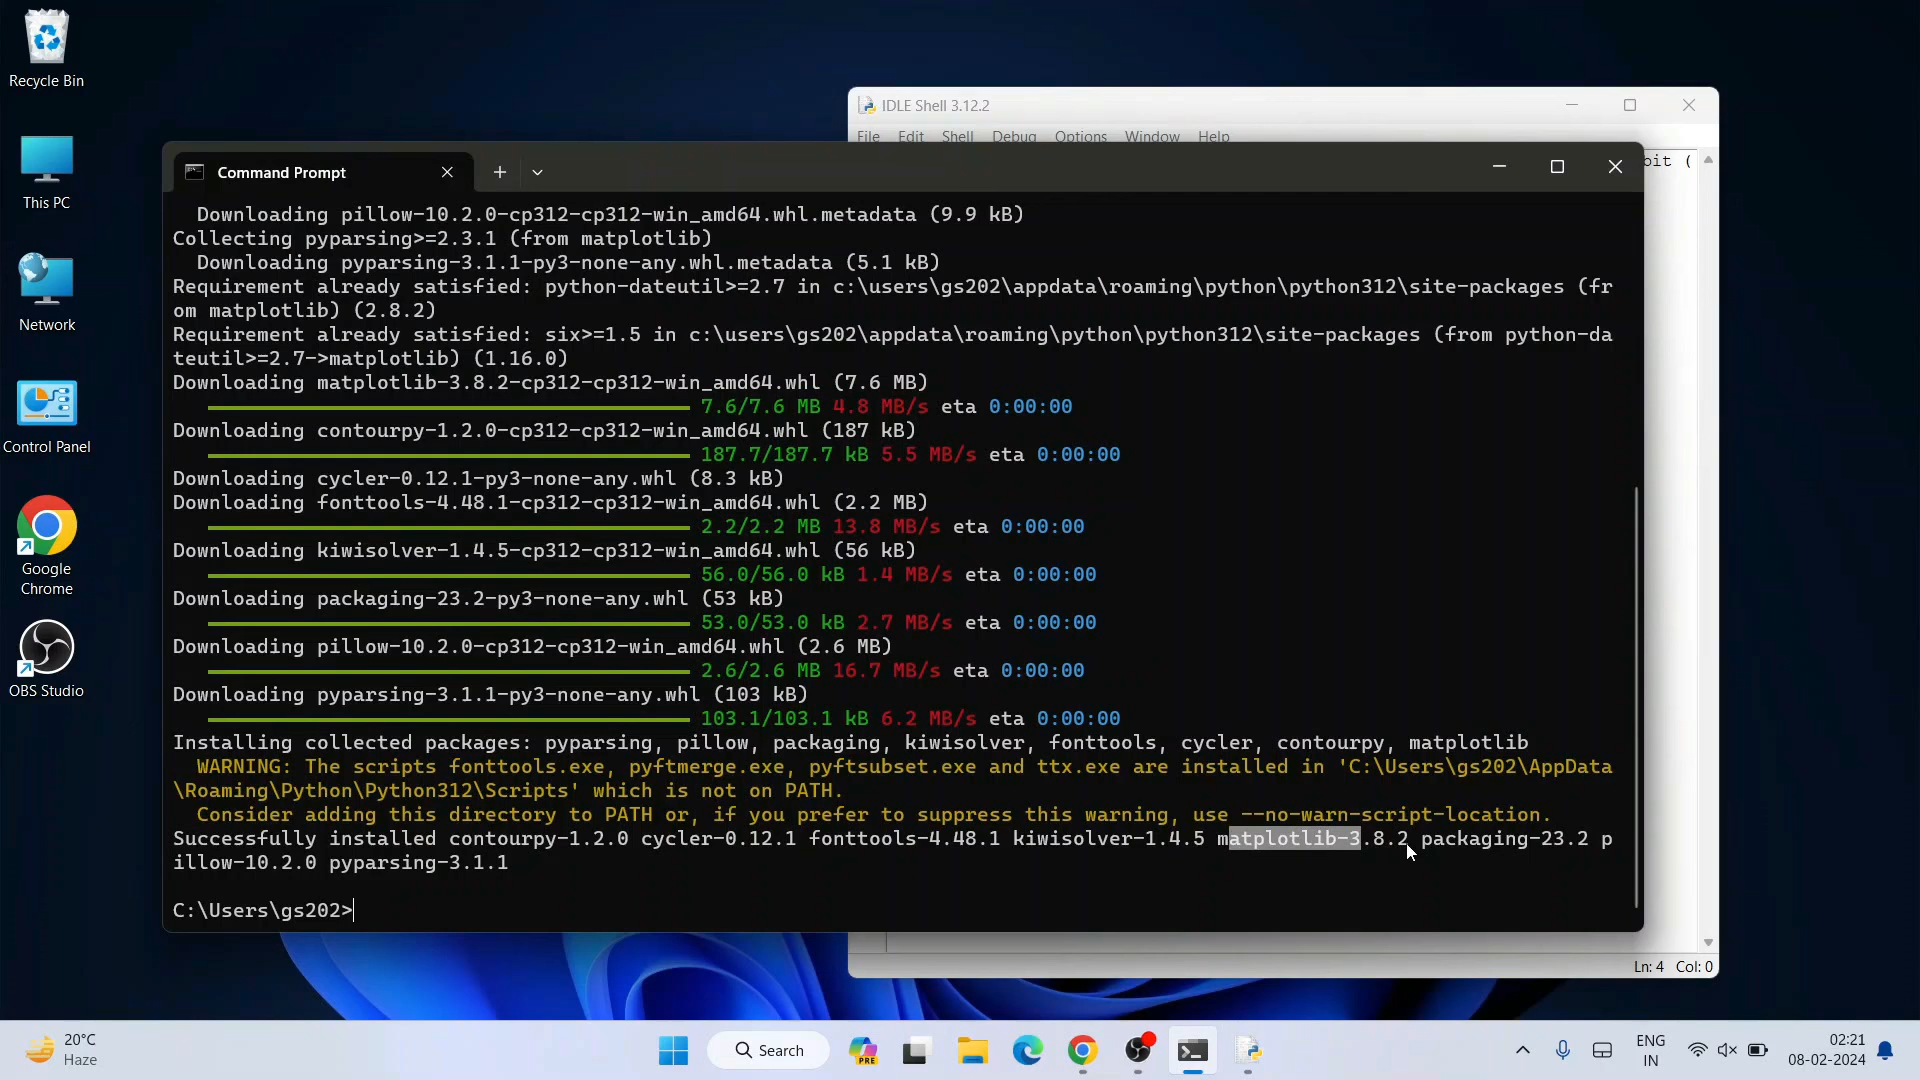 Recycle Bin
This PC
Network
Control Panel
Google
Chrome
OBS Studio
IDLE Shell 3.12.2
File Edit Shell Debug Options Window Help
bit (
Command Prompt
Downloading pillow-10.2.0-cp312-cp312-win_amd64.whl.metadata (9.9 kB)
Collecting pyparsing>=2.3.1 (from matplotlib)
Downloading pyparsing-3.1.1-py3-none-any.whl.metadata (5.1 kB)
Requirement already satisfied: python-dateutil>=2.7 in c:\users\gs202\appdata\roaming\python\python312\site-packages (fr
om matplotlib) (2.8.2)
Requirement already satisfied: six>=1.5 in c:\users\gs202\appdata\roaming\python\python312\site-packages (from python-da
teutil>=2.7->matplotlib) (1.16.0)
Downloading matplotlib-3.8.2-cp312-cp312-win_amd64.whl (7.6 MB)
7.6/7.6 MB 4.8 MB/s eta 0:00:00
Downloading contourpy-1.2.0-cp312-cp312-win_amd64.whl (187 kB)
187.7/187.7 kB 5.5 MB/s eta 0:00:00
Downloading cycler-0.12.1-py3-none-any.whl (8.3 kB)
Downloading fonttools-4.48.1-cp312-cp312-win_amd64.whl (2.2 MB)
2.2/2.2 MB 13.8 MB/s eta 0:00:00
Downloading kiwisolver-1.4.5-cp312-cp312-win_amd64.whl (56 kB)
56.0/56.0 kB 1.4 MB/s eta 0:00:00
Downloading packaging-23.2-py3-none-any.whl (53 kB)
53.0/53.0 kB 2.7 MB/s eta 0:00:00
Downloading pillow-10.2.0-cp312-cp312-win_amd64.whl (2.6 MB)
2.6/2.6 MB 16.7 MB/s eta 0:00:00
Downloading pyparsing-3.1.1-py3-none-any.whl (103 kB)
103.1/103.1 kB 6.2 MB/s eta 0:00:00
Installing collected packages: pyparsing, pillow, packaging, kiwisolver, fonttools, cycler, contourpy, matplotlib
WARNING: The scripts fonttools.exe, pyftmerge.exe, pyftsubset.exe and ttx.exe are installed in 'C:\Users\gs202\AppData
\Roaming\Python\Python312\Scripts' which is not on PATH.
Consider adding this directory to PATH or, if you prefer to suppress this warning, use --no-warn-script-location.
Successfully installed contourpy-1.2.0 cycler-0.12.1 fonttools-4.48.1 kiwisolver-1.4.5 matplotlib-3.8.2 packaging-23.2 p
illow-10.2.0 pyparsing-3.1.1
C:\Users\gs202>
Ln: 4 Col: 0
20°C
Haze
Search
PRE
ENG
IN
02:21
08-02-2024